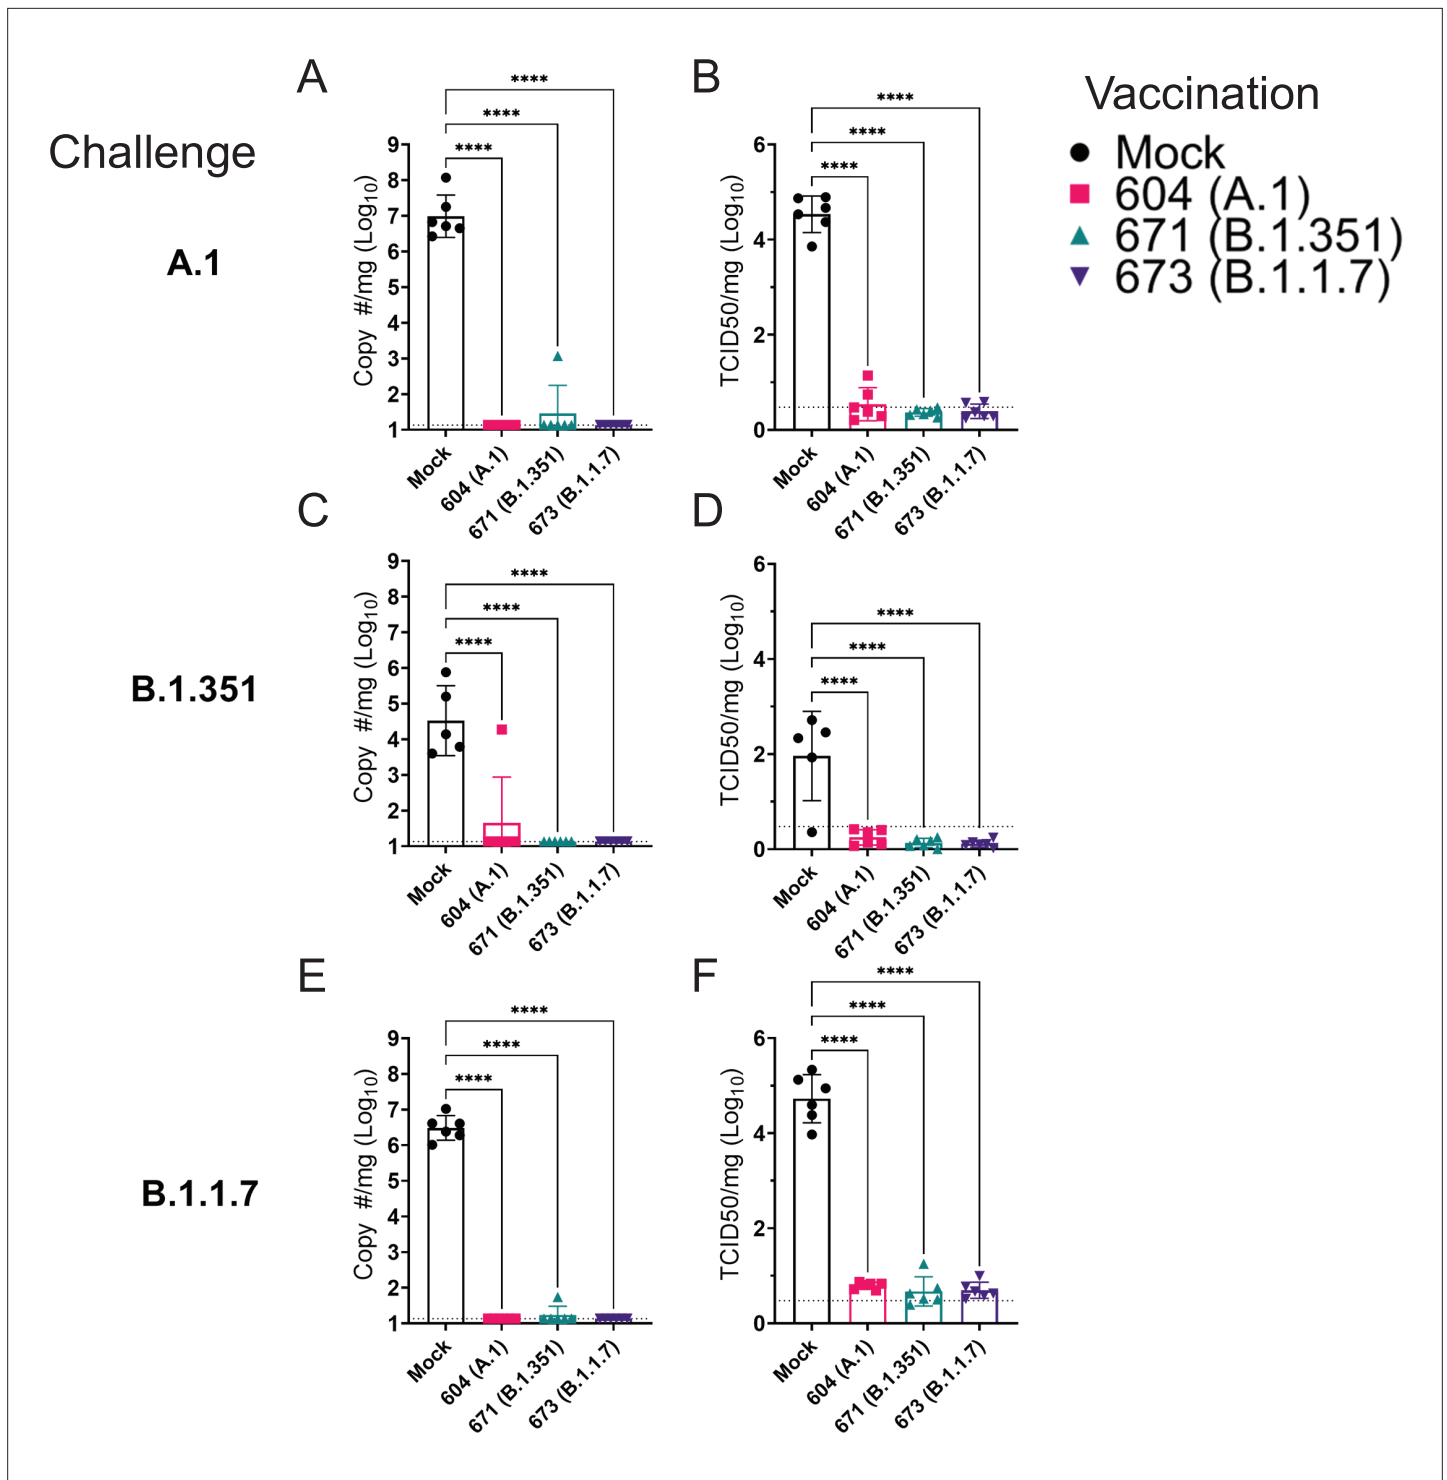 Challenge
A.1
B.1.351
B.1.1.7
Vaccination
Mock
604 (A.1)
671 (B.1.351)
673 (B.1.1.7)
A
****
****
****
Copy #/mg (Log10)
9
8
7
6
5
4
3
2
1
Mock
604 (A.1)
671 (B.1.351)
673 (B.1.1.7)
B
****
****
****
TCID50/mg (Log10)
6
4
2
0
Mock
604 (A.1)
671 (B.1.351)
673 (B.1.1.7)
C
****
****
****
Copy #/mg (Log10)
9
8
7
6
5
4
3
2
1
Mock
604 (A.1)
671 (B.1.351)
673 (B.1.1.7)
D
****
****
****
TCID50/mg (Log10)
6
4
2
0
Mock
604 (A.1)
671 (B.1.351)
673 (B.1.1.7)
E
****
****
****
Copy #/mg (Log10)
9
8
7
6
5
4
3
2
1
Mock
604 (A.1)
671 (B.1.351)
673 (B.1.1.7)
F
****
****
****
TCID50/mg (Log10)
6
4
2
0
Mock
604 (A.1)
671 (B.1.351)
673 (B.1.1.7)